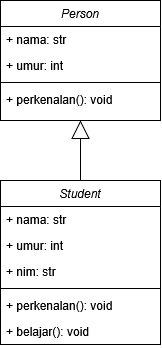 Person
+ nama: str
+ umur: int
+ perkenalan(): void
Student
+ nama: str
+ umur: int
+ nim: str
+ perkenalan(): void
+ belajar(): void